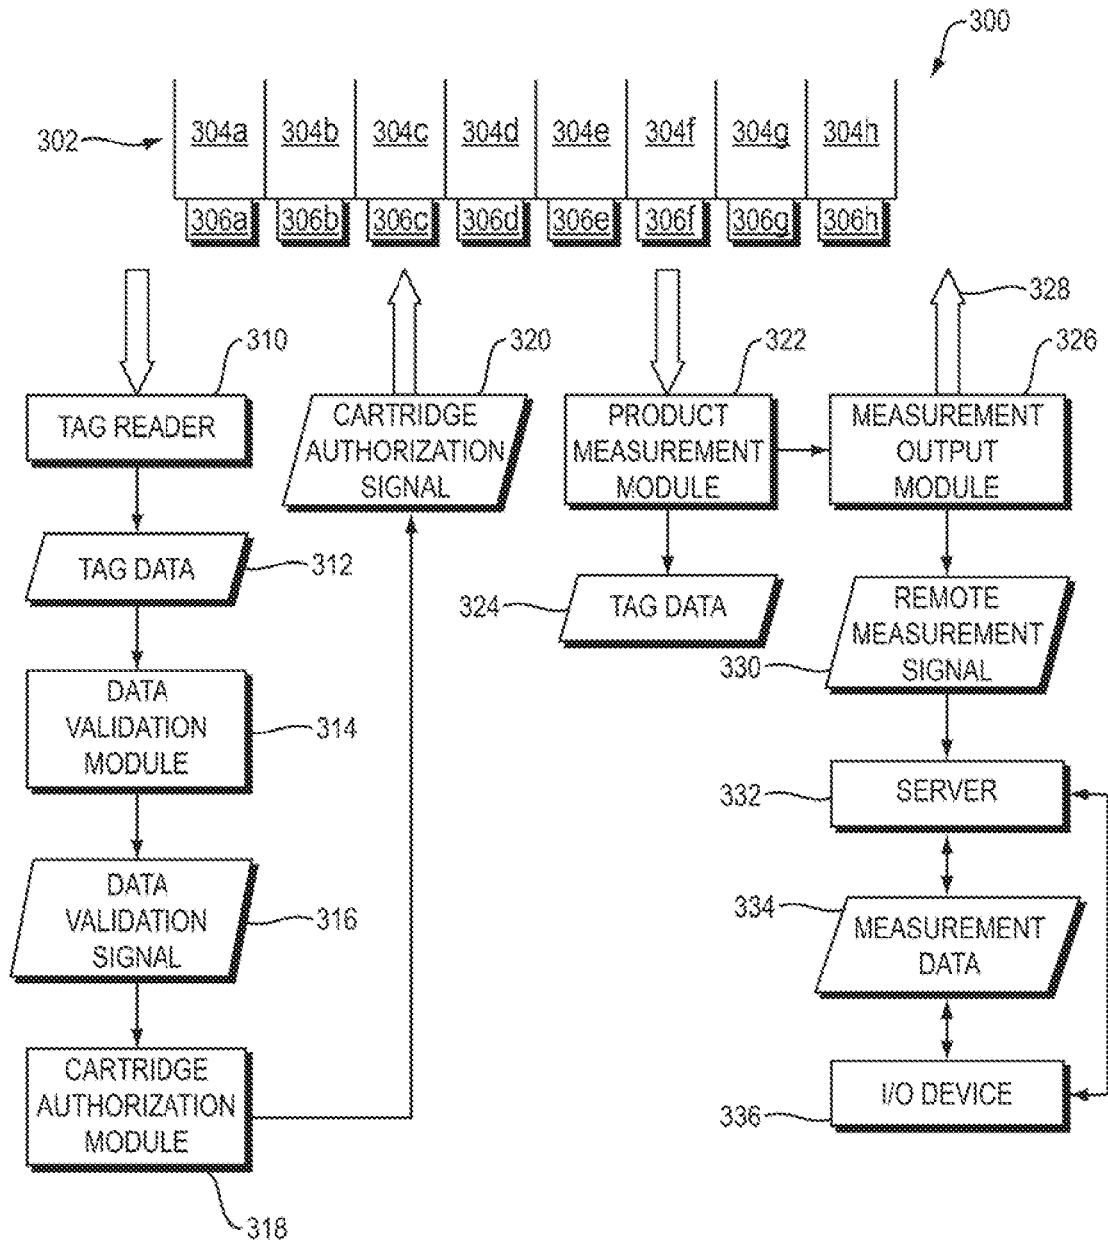 300
302
304a 304b 304c 304d 304e 304f 304g 304h
306a 306b 306c 306d 306e 306f 306g 306h
328
310
320
322
326
TAG READER
CARTRIDGE
AUTHORIZATION
SIGNAL
PRODUCT
MEASUREMENT
MODULE
MEASUREMENT
OUTPUT
MODULE
TAG DATA
312
324
TAG DATA
REMOTE
MEASUREMENT
SIGNAL
330
DATA
VALIDATION
MODULE
314
332
SERVER
DATA
VALIDATION
SIGNAL
316
334
MEASUREMENT
DATA
CARTRIDGE
AUTHORIZATION
MODULE
318
I/O DEVICE
336